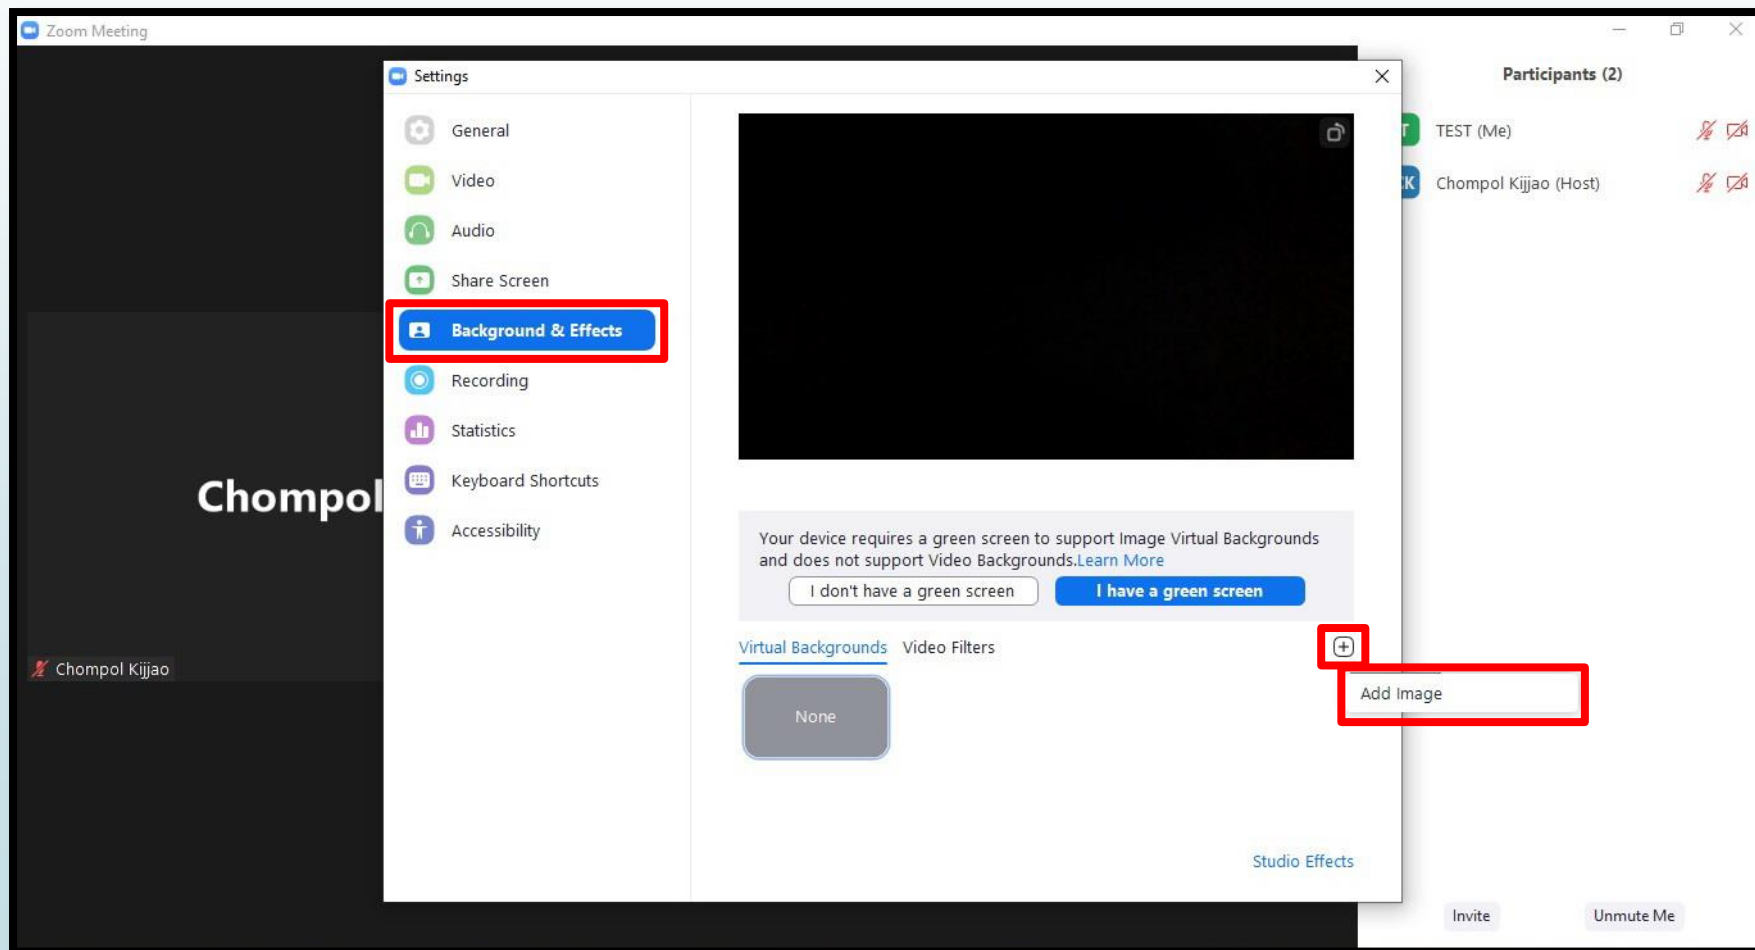 Zoom Meeting
Settings
General
Video
Audio
Share Screen
Background & Effects
Recording
Statistics
Keyboard Shortcuts
Accessibility
Chompol
Chompol Kijjao
Your device requires a green screen to support Image Virtual Backgrounds
and does not support Video Backgrounds.Learn More
I don't have a green screen
I have a green screen
Virtual Backgrounds
Video Filters
Add Image
None
Studio Effects
Participants (2)
T
TEST (Me)
CK
Chompol Kijjao (Host)
Invite
Unmute Me